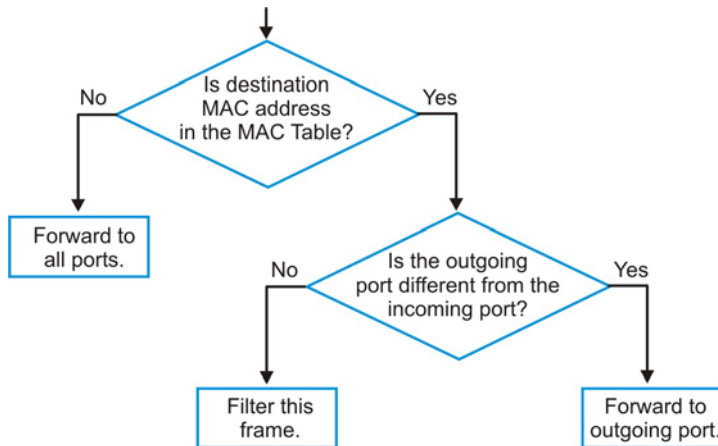 Is destination
MAC address
in the MAC Table?
No
Yes
Forward to
all ports.
Is the outgoing
port different from the
incoming port?
No
Yes
Filter this
frame.
Forward to
outgoing port.